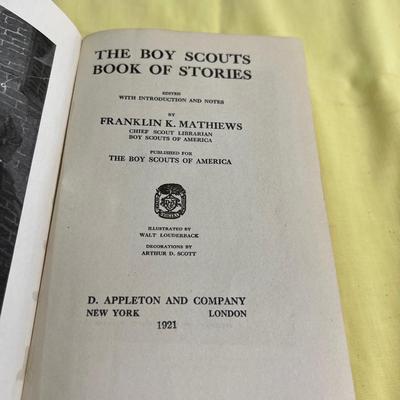 THE BOY SCOUTS
BOOK OF STORIES
EDITED
WITH INTRODUCTION AND NOTES
BY
FRANKLIN K. MATHIEWS
CHIEF SCOUT LIBRARIAN
BOY SCOUTS OF AMERICA
PUBLISHED FOR
THE BOY SCOUTS OF AMERICA
ILLUSTRATED BY
WALT LOUDERBACK
DECORATIONS BY
ARTHUR D. SCOTT
D. APPLETON AND COMPANY
NEW YORK LONDON
1921